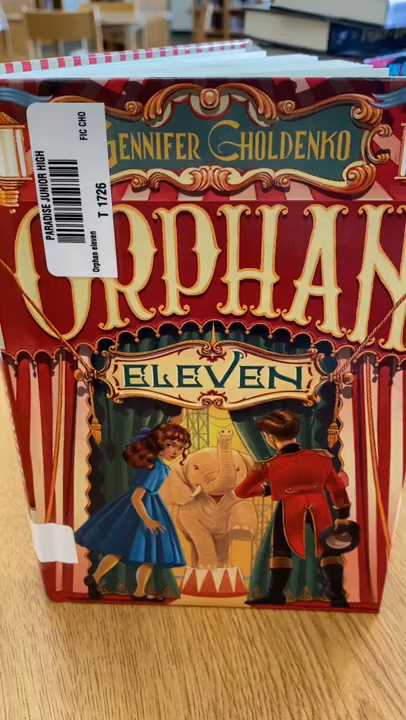 PARADISE JUNIOR HIGH
FIC CHO
T 1726
Orphan eleven
GENNIFER CHOLDENKO
ORPHAN
ELEVEN